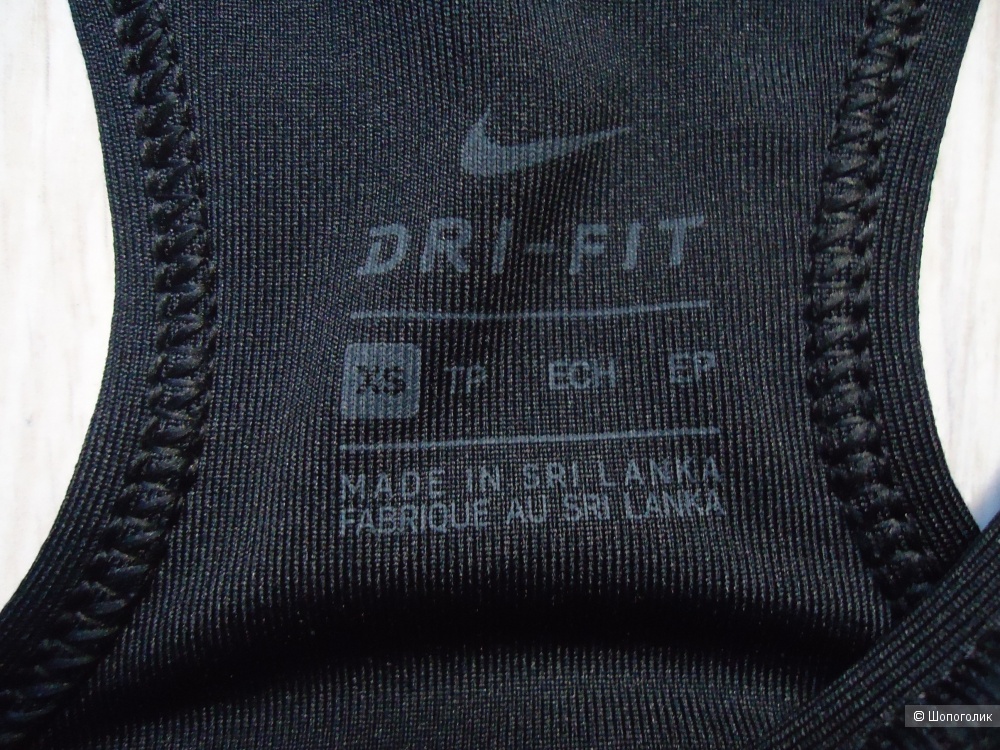 DRI-FIT
XS TP ECH EP
MADE IN SRI LANKA
FABRIQUE AU SRI LANKA
© Шопоголик